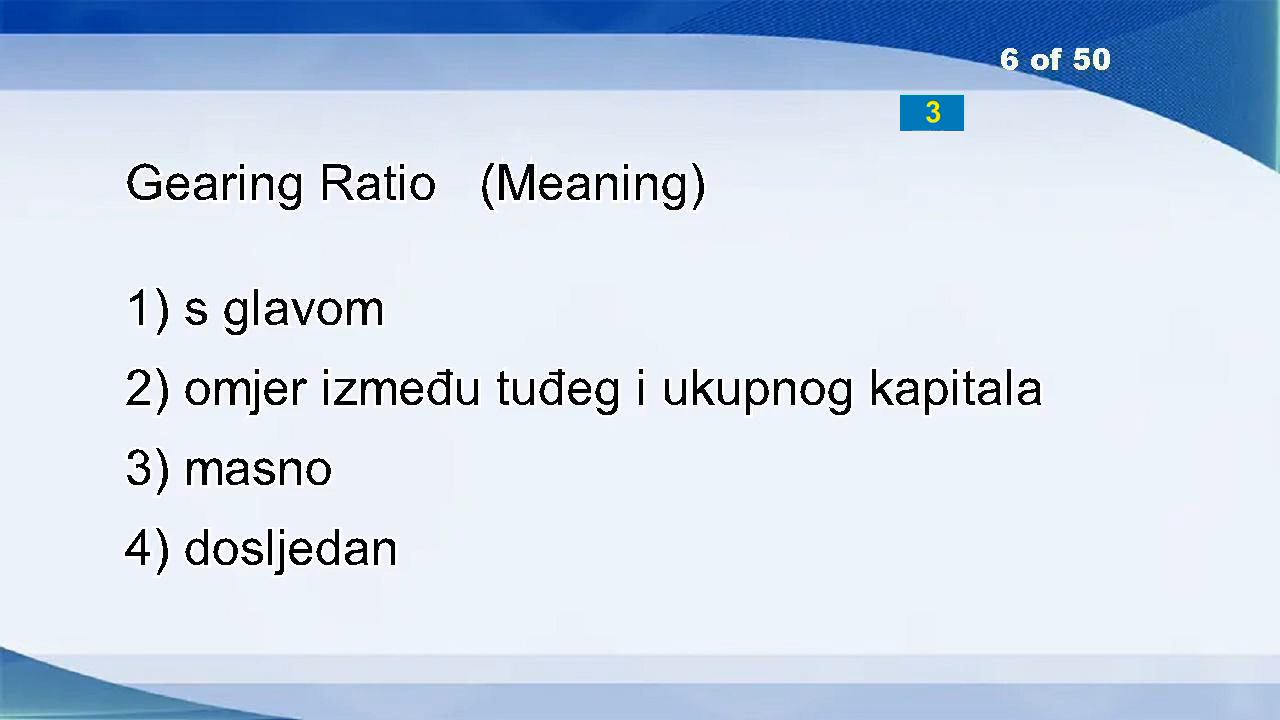 6 of 50
3
Gearing Ratio (Meaning)
1) s glavom
2) omjer između tuđeg i ukupnog kapitala
3) masno
4) dosljedan